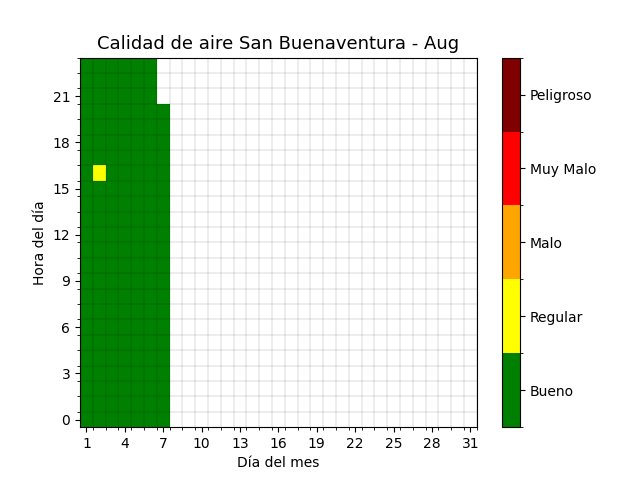 Calidad de aire San Buenaventura - Aug
Hora del día
21
18
15
12
9
6
3
0
1 4 7 10 13 16 19 22 25 28 31
Día del mes
Peligroso
Muy Malo
Malo
Regular
Bueno